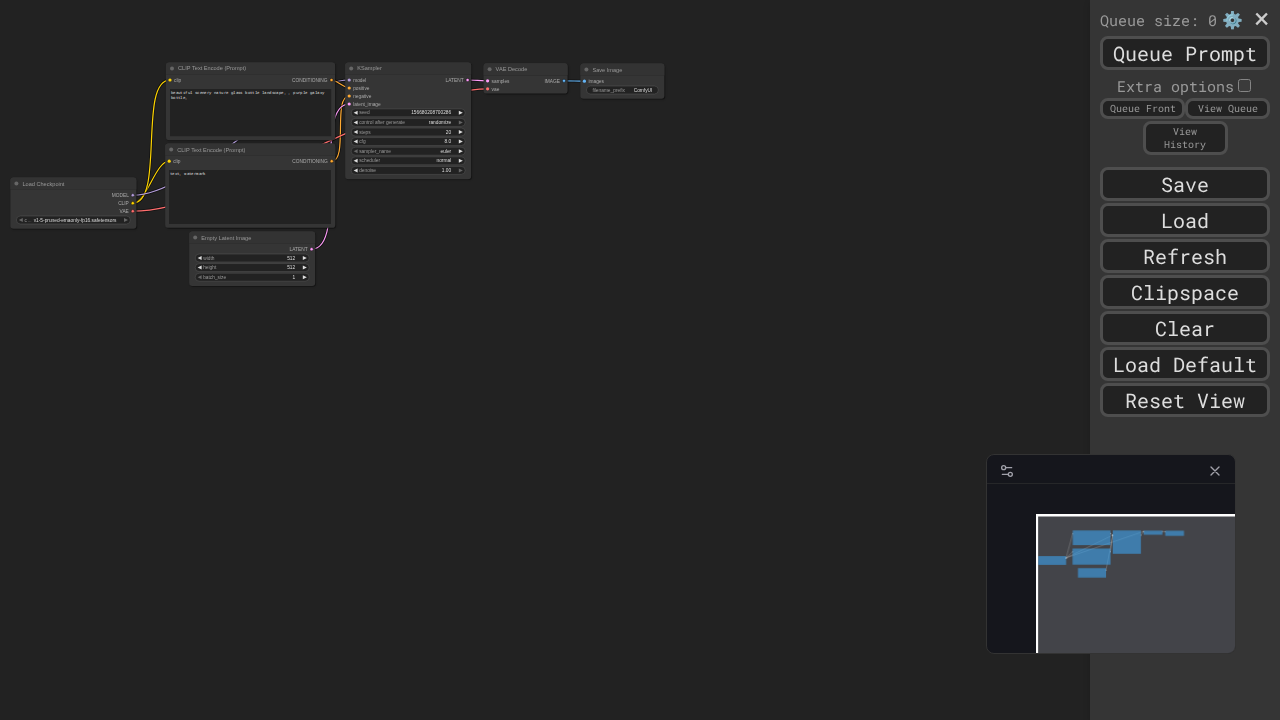 Queue size: 0
Queue Prompt
Extra options
Queue Front
View Queue
View
History
Save
Load
Refresh
Clipspace
Clear
Load Default
Reset View
CLIP Text Encode (Prompt)
clip
CONDITIONING
beautiful scenery nature glass bottle landscape, , purple galaxy
bottle,
CLIP Text Encode (Prompt)
clip
CONDITIONING
text, watermark
Load Checkpoint
MODEL
CLIP
VAE
v1-5-pruned-emaonly-fp16.safetensors
Empty Latent Image
LATENT
width 512
height 512
batch_size 1
KSampler
model
LATENT
positive
negative
latent_image
seed 156680208700286
control after generate randomize
steps 20
cfg 8.0
sampler_name euler
scheduler normal
denoise 1.00
VAE Decode
samples
IMAGE
vae
Save Image
images
filename_prefix ComfyUI